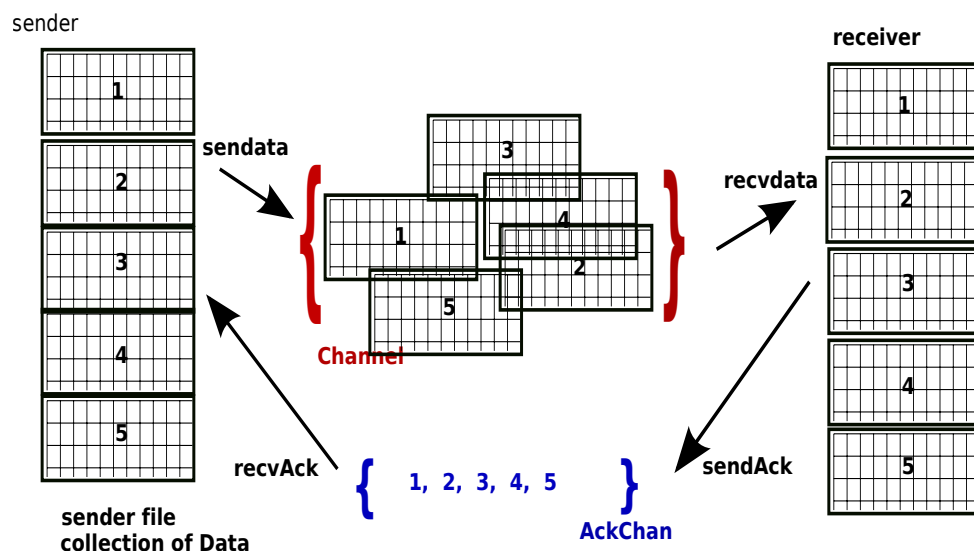 sender
1
2
3
4
5
sender file
collection of Data
sendata
recvAck
3
4
1
2
5
Channel
{ 1, 2, 3, 4, 5 }
AckChan
recvdata
sendAck
receiver
1
2
3
4
5